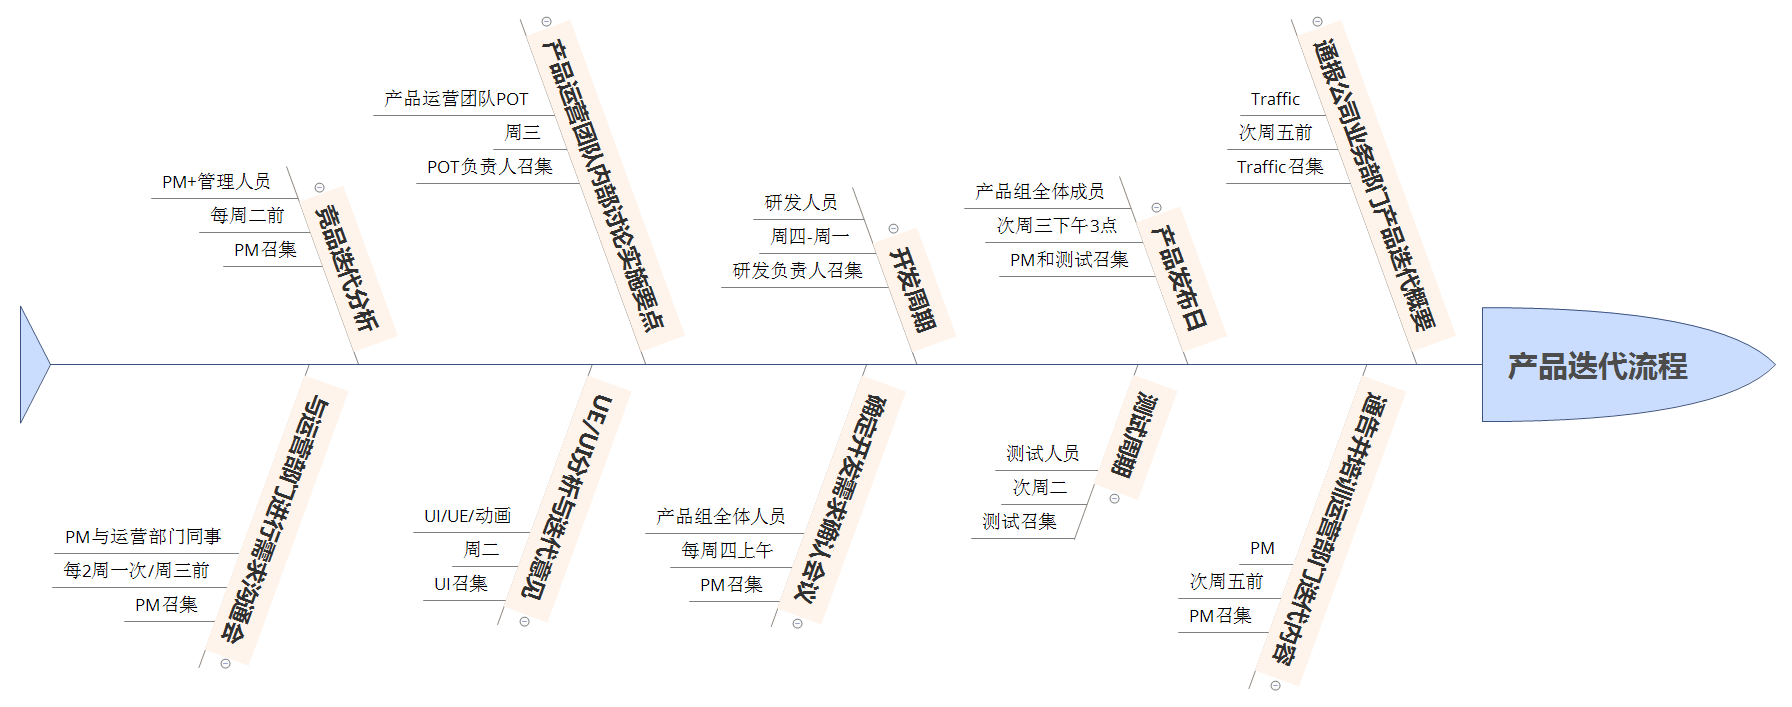 产品运营团队内部讨论实施要点
产品运营团队POT
周三
POT负责人召集
通报公司业务部门产品迭代概要
Traffic
次周五前
Traffic召集
竞品迭代分析
PM+管理人员
每周二前
PM召集
开发周期
研发人员
周四-周一
研发负责人召集
产品发布日
产品组全体成员
次周三下午3点
PM和测试召集
产品迭代流程
与运营部门进行需求沟通会
PM与运营部门同事
每2周一次/周三前
PM召集
UE/UI分析与迭代意见
UI/UE/动画
周二
UI召集
确定开发需求确认会议
产品组全体人员
每周四上午
PM召集
测试周期
测试人员
次周二
测试召集
通告并培训运营部门迭代内容
PM
次周五前
PM召集